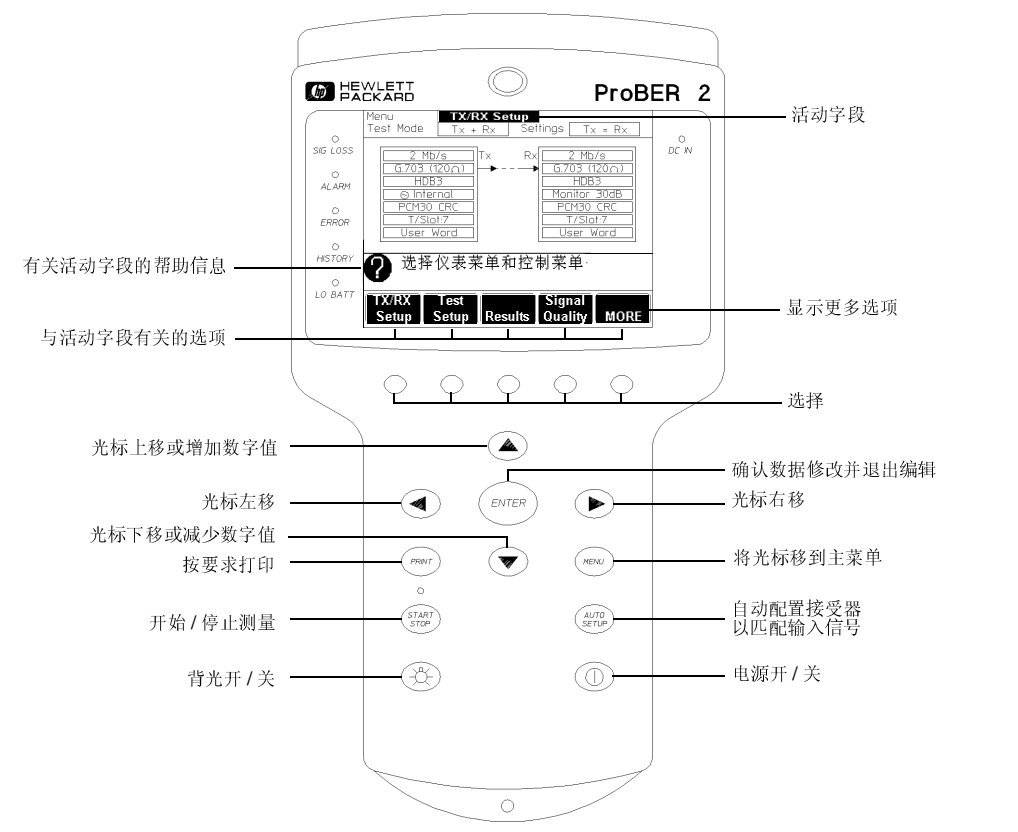 HEWLETT
PACKARD
ProBER 2
Menu TX/RX Setup
Test Mode Tx + Rx Settings Tx = Rx
活动字段
SIG LOSS
DC IN
Tx Rx
2 Mb/s 2 Mb/s
G.703 (120Ω) G.703 (120Ω)
HDB3 HDB3
Internal Monitor 30dB
PCM30 CRC PCM30 CRC
T/Slot:7 T/Slot:7
User Word User Word
ALARM
ERROR
HISTORY
LO BATT
有关活动字段的帮助信息
? 选择仪表菜单和控制菜单
TX/RX Setup
Test Setup
Results
Signal Quality
MORE
显示更多选项
与活动字段有关的选项
选择
光标上移或增加数字值
确认数据修改并退出编辑
光标左移
ENTER
光标右移
光标下移或减少数字值
按要求打印
PRINT
MENU
将光标移到主菜单
开始 / 停止测量
START
STOP
AUTO
SETUP
自动配置接受器
以匹配输入信号
背光开 / 关
电源开 / 关